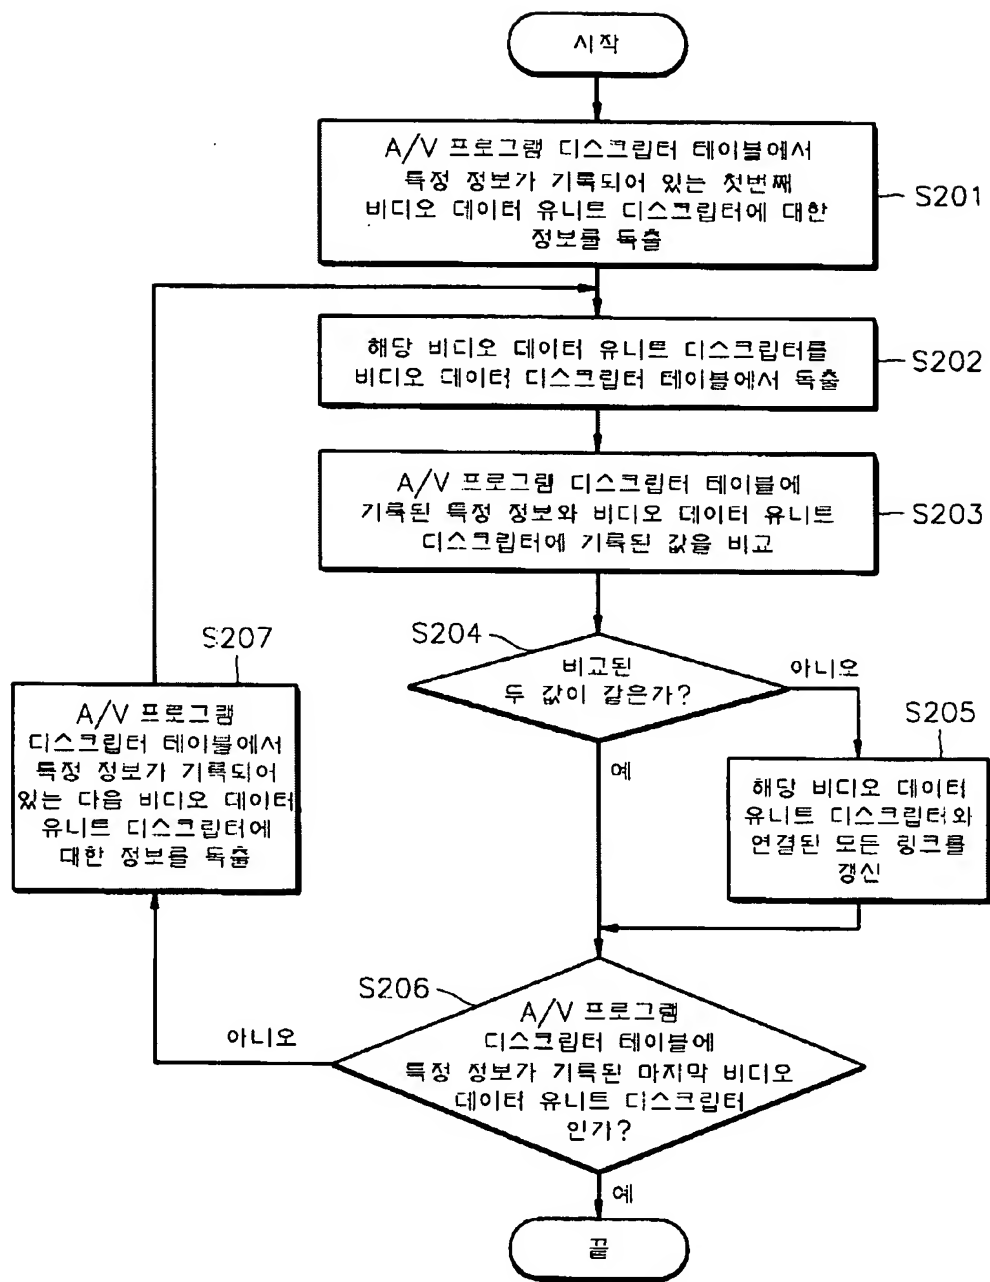 시작
A/V 프로그램 디스크립터 테이블에서
특정 정보가 기록되어 있는 첫번째
비디오 데이터 유니트 디스크립터에 대한
정보를 독출
S201
해당 비디오 데이터 유니트 디스크립터를
비디오 데이터 디스크립터 테이블에서 독출
S202
A/V 프로그램 디스크립터 테이블에
기록된 특정 정보와 비디오 데이터 유니트
디스크립터에 기록된 값을 비교
S203
S204
비교된
두 값이 같은가?
아니오
예
S205
해당 비디오 데이터
유니트 디스크립터와
연결된 모든 링크를
갱신
S206
A/V 프로그램
디스크립터 테이블에
특정 정보가 기록된 마지막 비디오
데이터 유니트 디스크립터
인가?
아니오
예
S207
A/V 프로그램
디스크립터 테이블에서
특정 정보가 기록되어
있는 다음 비디오 데이터
유니트 디스크립터에
대한 정보를 독출
끝